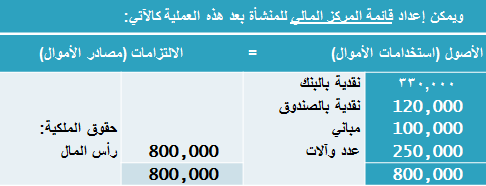 ويمكن إعداد قائمة المركز المالي للمنشأة بعد هذه العملية كالآتي:
الأصول (استخدامات الأموال) = الالتزامات (مصادر الأموال)
٣٣٠,٠٠٠ نقدية بالبنك
120,000 نقدية بالصندوق
100,000 مباني حقوق الملكية:
250,000 عدد وآلات 800,000 رأس المال
800,000 800,000